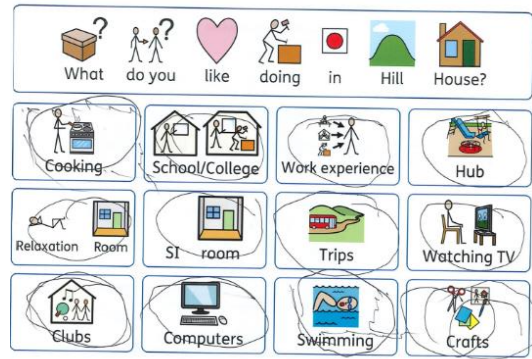 ? ?
What do you like doing in Hill House?
Cooking School/College Work experience Hub
Relaxation Room SI room Trips Watching TV
Clubs Computers Swimming Crafts